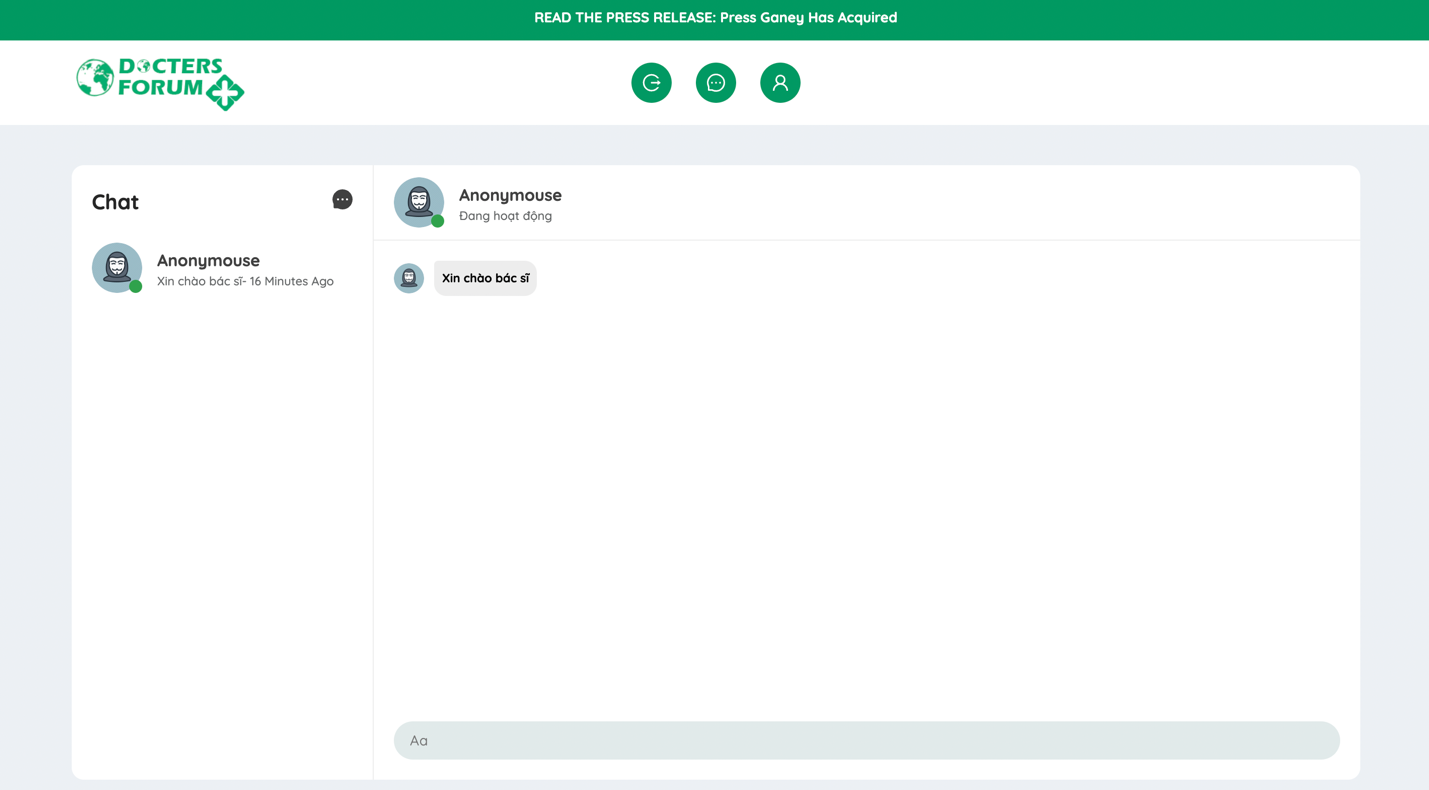 READ THE PRESS RELEASE: Press Ganey Has Acquired
DOCTERS
FORUM
Chat
Anonymouse
Xin chào bác sĩ- 16 Minutes Ago
Anonymouse
Đang hoạt động
Xin chào bác sĩ
Aa